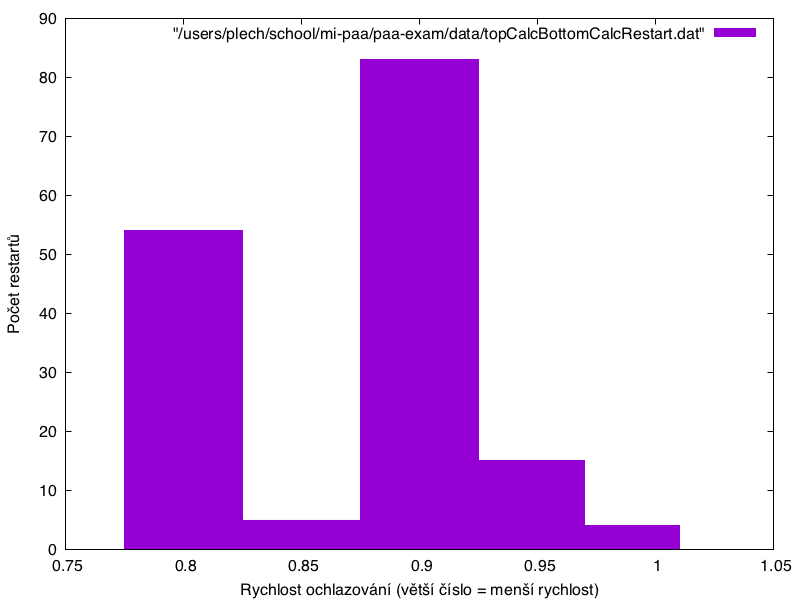 "/users/plech/school/mi-paa/paa-exam/data/topCalcBottomCalcRestart.dat"
90
80
70
60
50
40
30
20
10
0
Počet restartů
0.75 0.8 0.85 0.9 0.95 1 1.05
Rychlost ochlazování (větší číslo = menší rychlost)